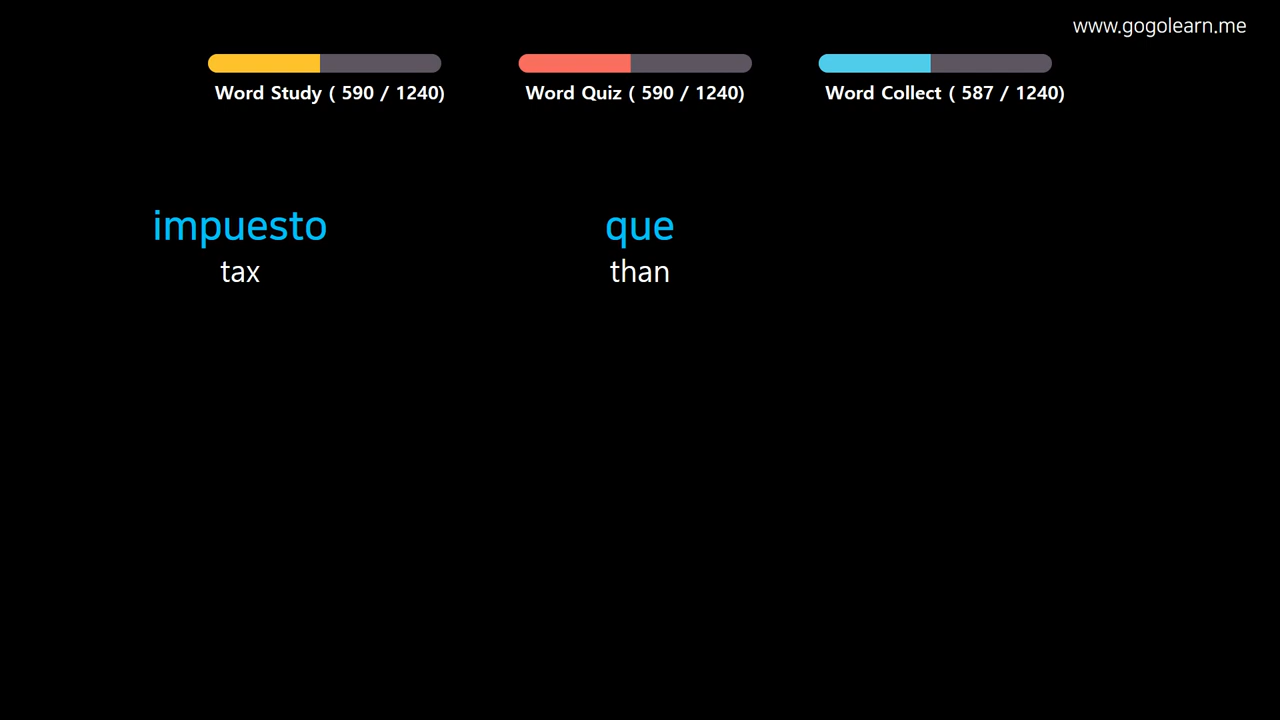 www.gogolearn.me
Word Study ( 590 / 1240)
Word Quiz ( 590 / 1240)
Word Collect ( 587 / 1240)
impuesto
tax
que
than